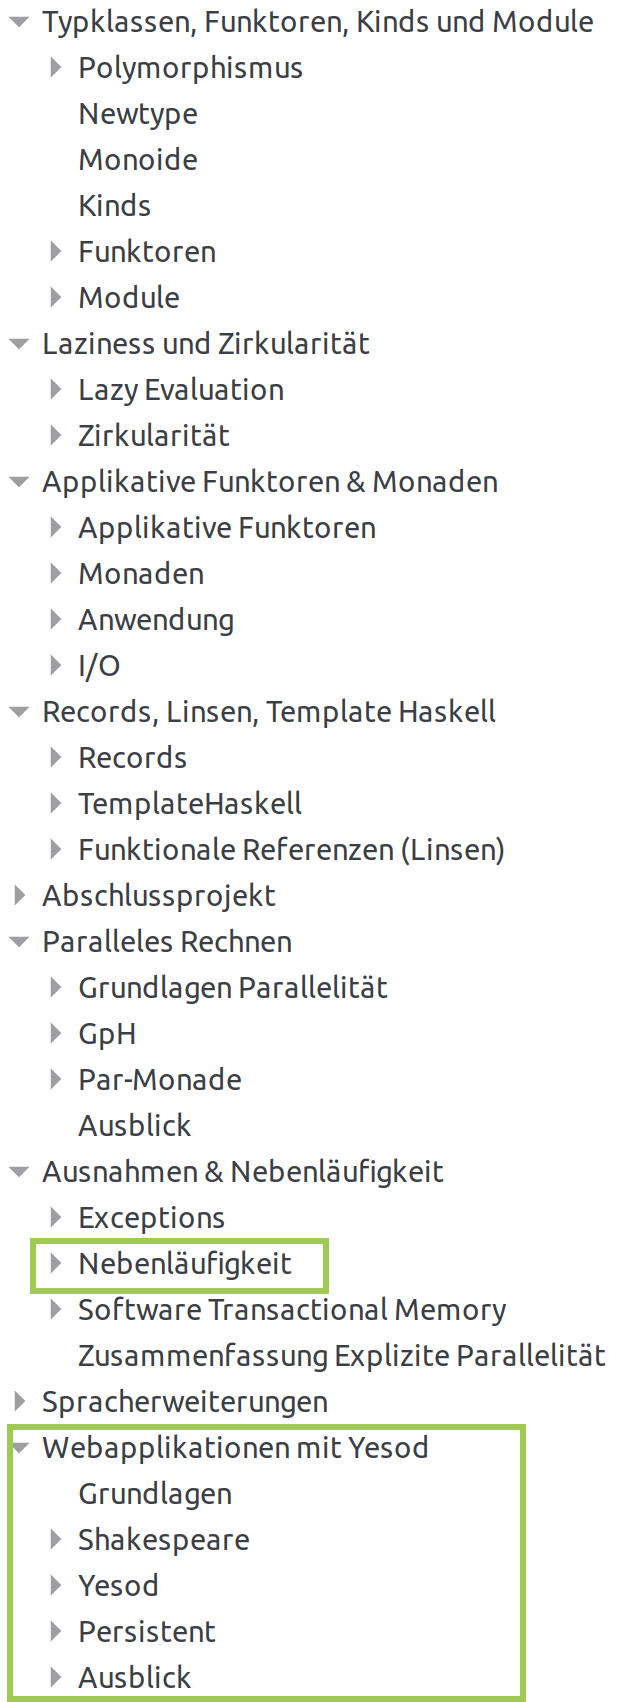 Typklassen, Funktoren, Kinds und Module
Polymorphismus
Newtype
Monoide
Kinds
Funktoren
Module
Laziness und Zirkularität
Lazy Evaluation
Zirkularität
Applikative Funktoren & Monaden
Applikative Funktoren
Monaden
Anwendung
I/O
Records, Linsen, Template Haskell
Records
TemplateHaskell
Funktionale Referenzen (Linsen)
Abschlussprojekt
Paralleles Rechnen
Grundlagen Parallelität
GpH
Par-Monade
Ausblick
Ausnahmen & Nebenläufigkeit
Exceptions
Nebenläufigkeit
Software Transactional Memory
Zusammenfassung Explizite Parallelität
Spracherweiterungen
Webapplikationen mit Yesod
Grundlagen
Shakespeare
Yesod
Persistent
Ausblick